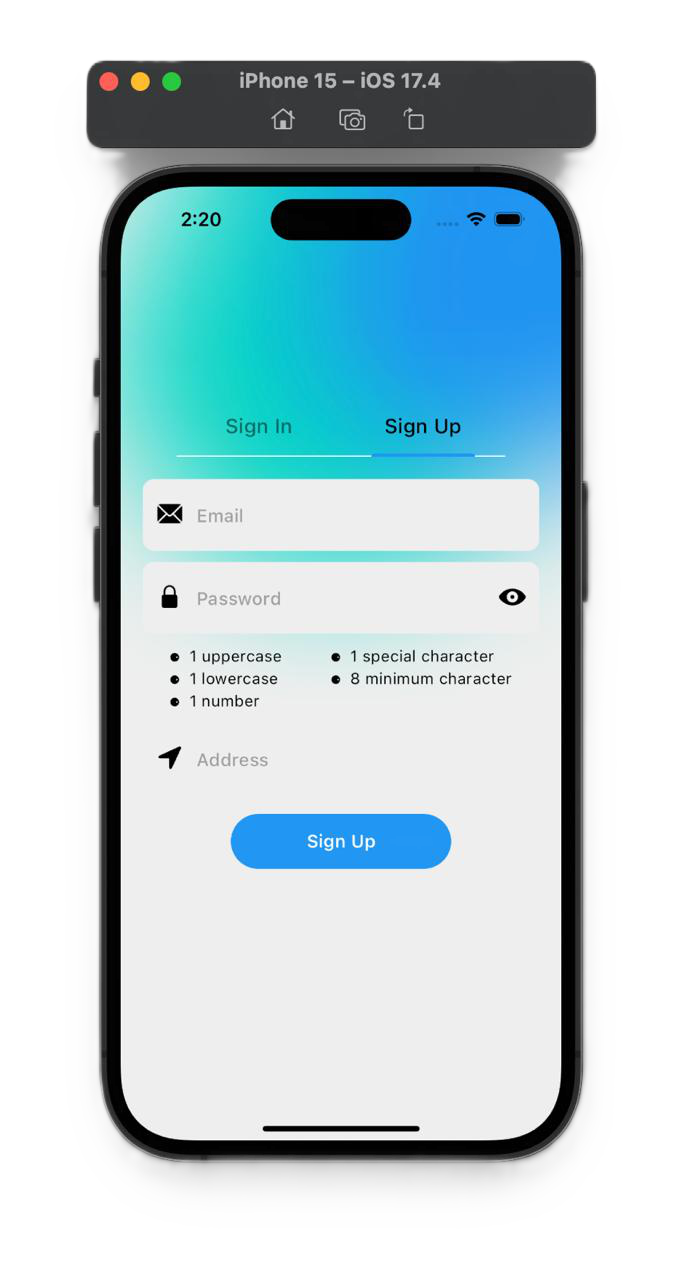 iPhone 15 – iOS 17.4
2:20
Sign In Sign Up
Email
Password
1 uppercase 1 special character
1 lowercase 8 minimum character
1 number
Address
Sign Up